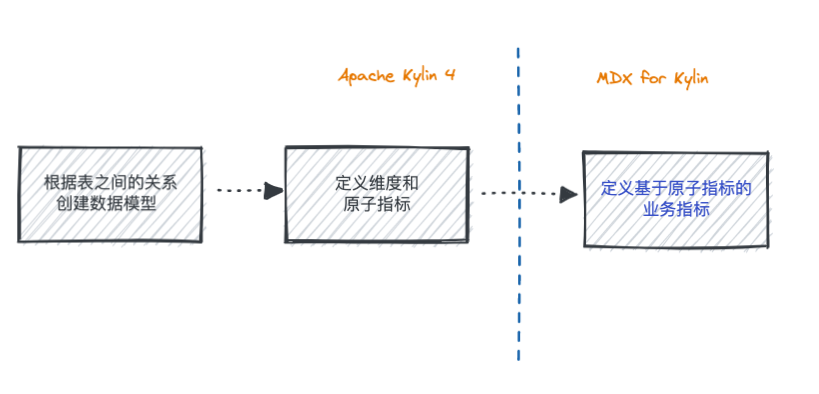 Apache Kylin 4
MDX for Kylin
根据表之间的关系
创建数据模型
定义维度和
原子指标
定义基于原子指标的
业务指标